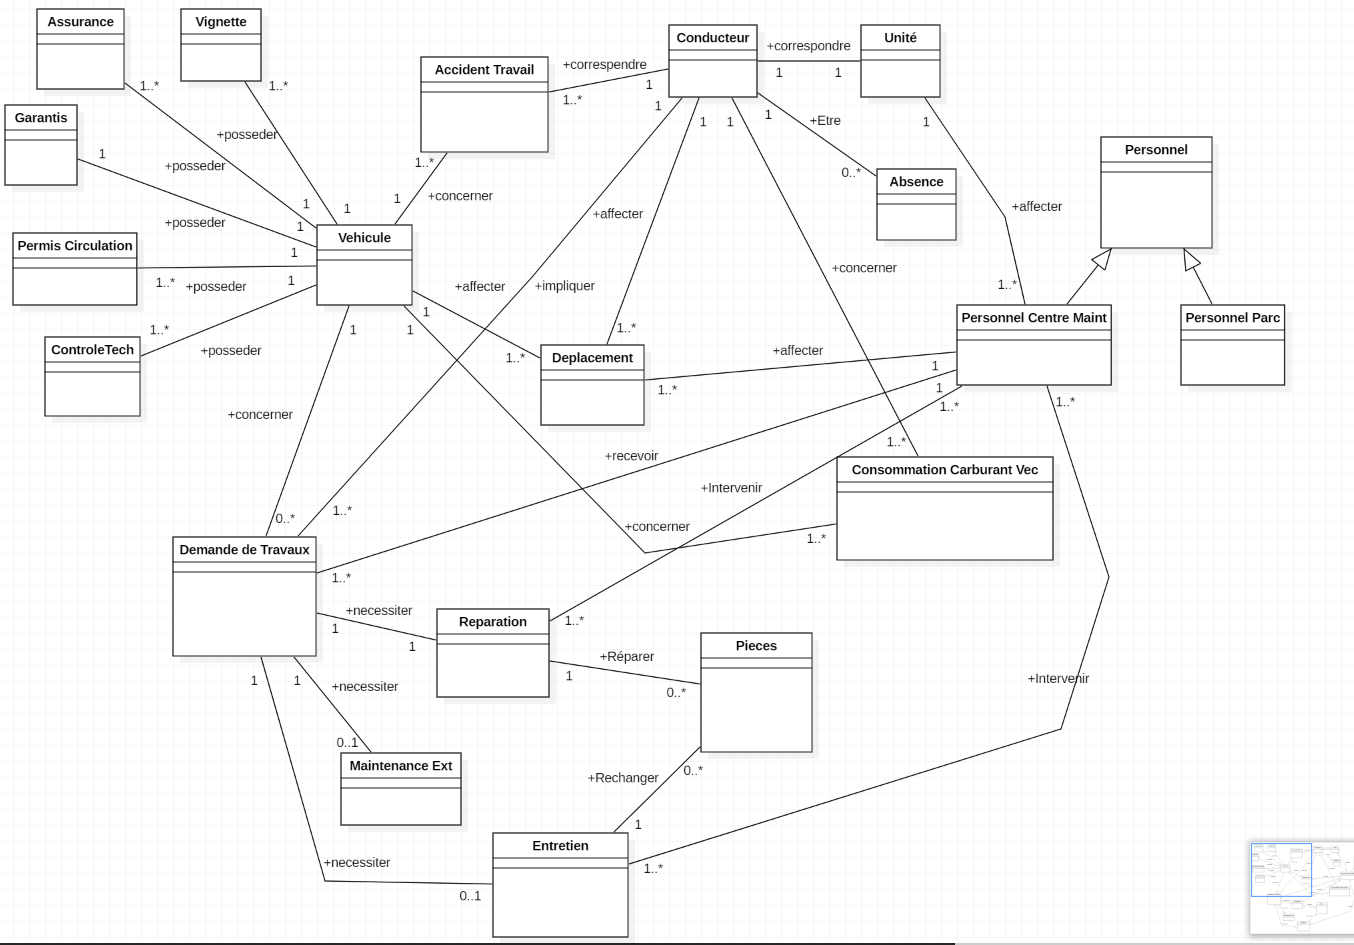 Assurance
Vignette
Conducteur
Unité
+correspondre
1
1
Accident Travail
+correspendre
1
1..*
1..*
1..*
Garantis
1
+posseder
+posseder
1..*
1
+concerner
1
1
1
1
1
+Etre
0..*
Absence
1
+affecter
Personnel
1
1
1
+posseder
Vehicule
+affecter
Permis Circulation
1
1..*
+posseder
1
+affecter
+impliquer
+concerner
1..*
Personnel Centre Maint
Personnel Parc
1
1
1
1..*
1..*
ControleTech
+posseder
1..*
Deplacement
+affecter
1..*
1
1
1..*
1..*
+concerner
+recevoir
1..*
Consommation Carburant Vec
+Intervenir
0..*
1..*
+concerner
1..*
Demande de Travaux
1..*
+necessiter
1
1
Reparation
1..*
+Réparer
1
0..*
Pieces
1
1
+necessiter
+Intervenir
0..1
Maintenance Ext
+Rechanger
0..*
1
Entretien
+necessiter
0..1
1..*